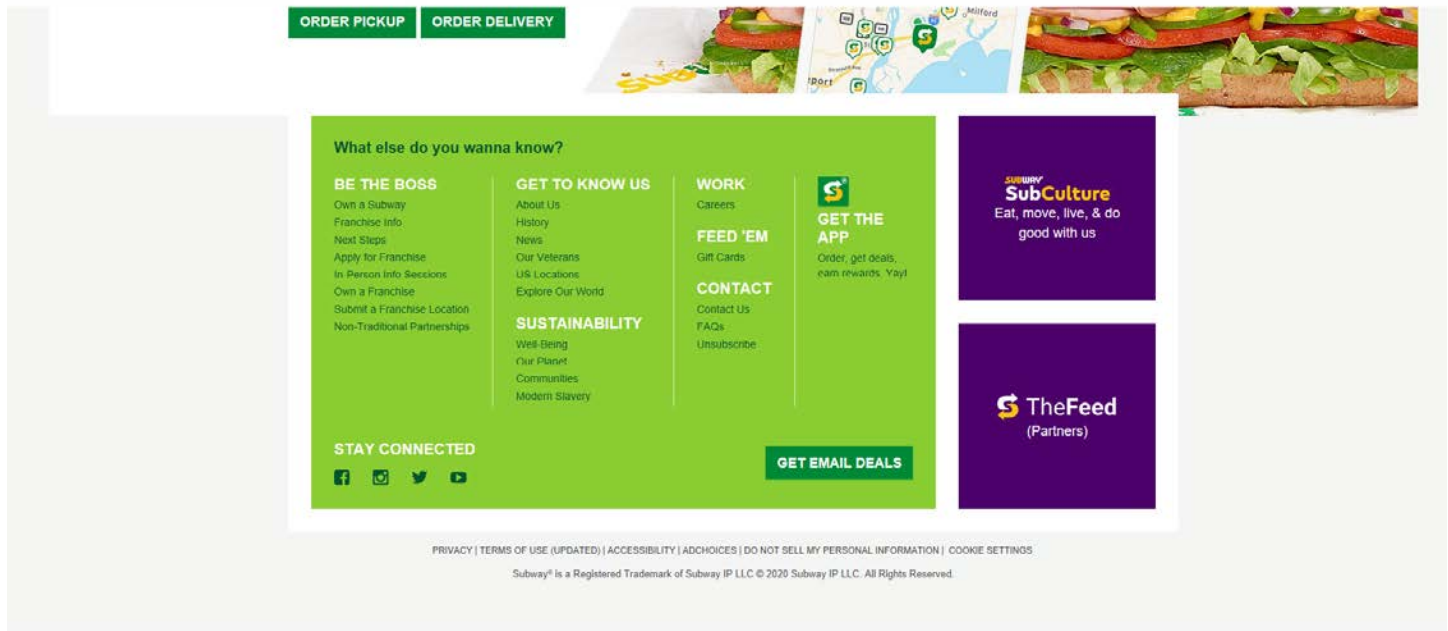 ORDER PICKUP
ORDER DELIVERY
Milford
port
SUBW
What else do you wanna know?
BE THE BOSS
Own a Subway
Franchise Info
Next Steps
Apply for Franchise
In Person Info Sessions
Own a Franchise
Submit a Franchise Location
Non-Traditional Partnerships
GET TO KNOW US
About Us
History
News
Our Veterans
US Locations
Explore Our World
SUSTAINABILITY
Well-Being
Our Planet
Communities
Modern Slavery
WORK
Careers
FEED 'EM
Gift Cards
CONTACT
Contact Us
FAQs
Unsubscribe
GET THE
APP
Order, get deals,
earn rewards. Yay!
STAY CONNECTED
GET EMAIL DEALS
SUBWAY
SubCulture
Eat, move, live, & do
good with us
TheFeed
(Partners)
PRIVACY | TERMS OF USE (UPDATED) | ACCESSIBILITY | ADCHOICES | DO NOT SELL MY PERSONAL INFORMATION | COOKIE SETTINGS
Subway® is a Registered Trademark of Subway IP LLC © 2020 Subway IP LLC. All Rights Reserved.